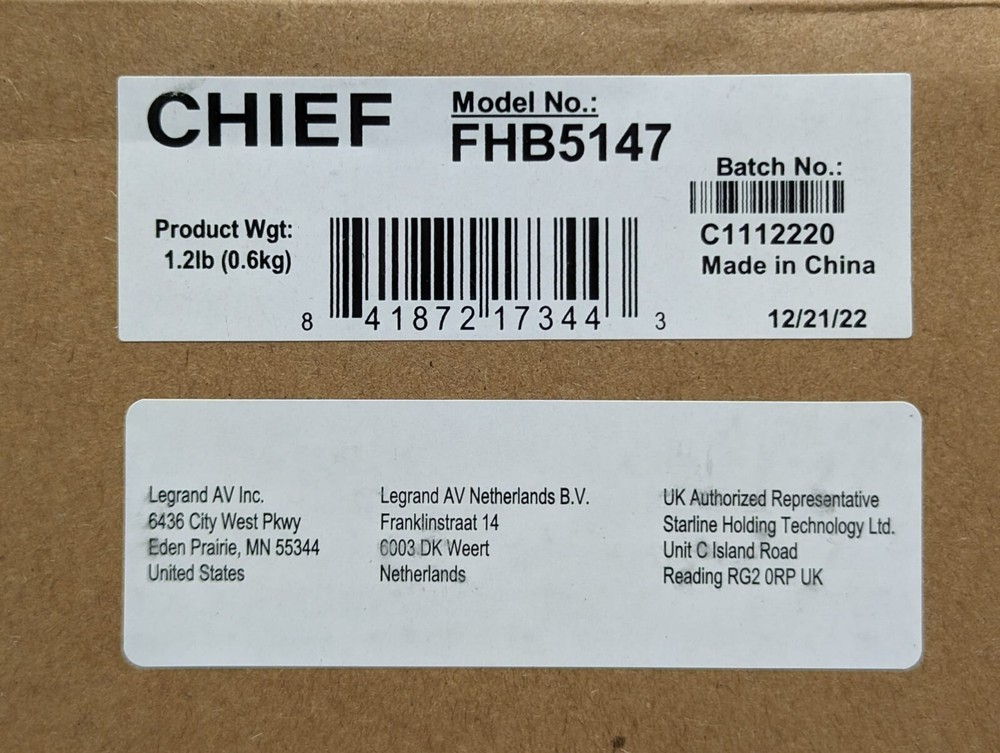 CHIEF
Model No.:
FHB5147
Batch No.:
C1112220
Made in China
12/21/22
Product Wgt:
1.2lb (0.6kg)
8 41872 17344 3
Legrand AV Inc.
6436 City West Pkwy
Eden Prairie, MN 55344
United States
Legrand AV Netherlands B.V.
Franklinstraat 14
6003 DK Weert
Netherlands
UK Authorized Representative
Starline Holding Technology Ltd.
Unit C Island Road
Reading RG2 0RP UK